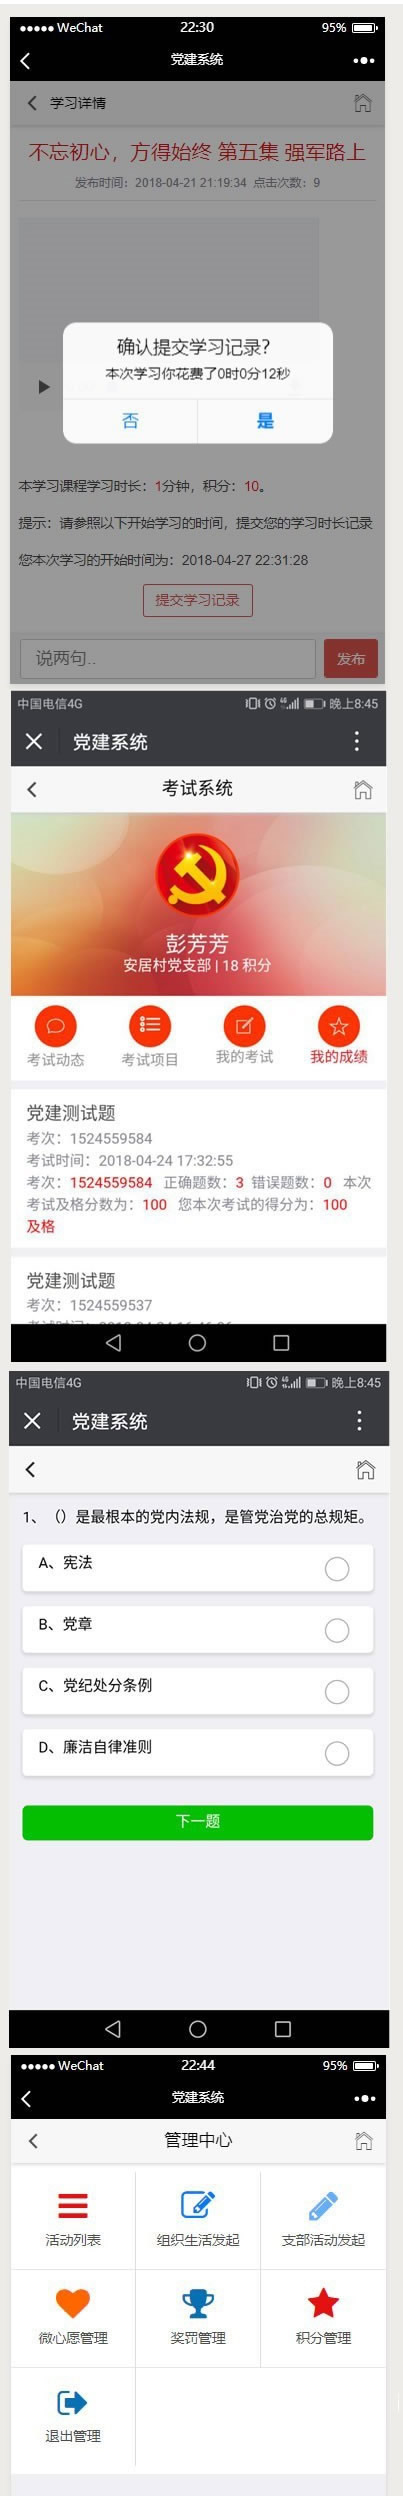 ●●●●● WeChat 22:30 95%
党建系统
学习详情
不忘初心，方得始终 第五集 强军路上
发布时间：2018-04-21 21:19:34 点击次数：9
确认提交学习记录？
本次学习你花费了0时0分12秒
否 是
本学习课程学习时长：1分钟，积分：10。
提示：请参照以下开始学习的时间，提交您的学习时长记录
您本次学习的开始时间为：2018-04-27 22:31:28
提交学习记录
说两句.. 发布
中国电信4G 晚上8:45
党建系统
考试系统
彭芳芳
安居村党支部 | 18 积分
考试动态 考试项目 我的考试 我的成绩
党建测试题
考次：1524559584
考试时间：2018-04-24 17:32:55
考次：1524559584 正确题数：3 错误题数：0 本次
考试及格分数为：100 您本次考试的得分为：100
及格
党建测试题
考次：1524559537
中国电信4G 晚上8:45
党建系统
1、（）是最根本的党内法规，是管党治党的总规矩。
A、宪法
B、党章
C、党纪处分条例
D、廉洁自律准则
下一题
●●●●● WeChat 22:44 95%
党建系统
管理中心
活动列表 组织生活发起 支部活动发起
微心愿管理 奖罚管理 积分管理
退出管理